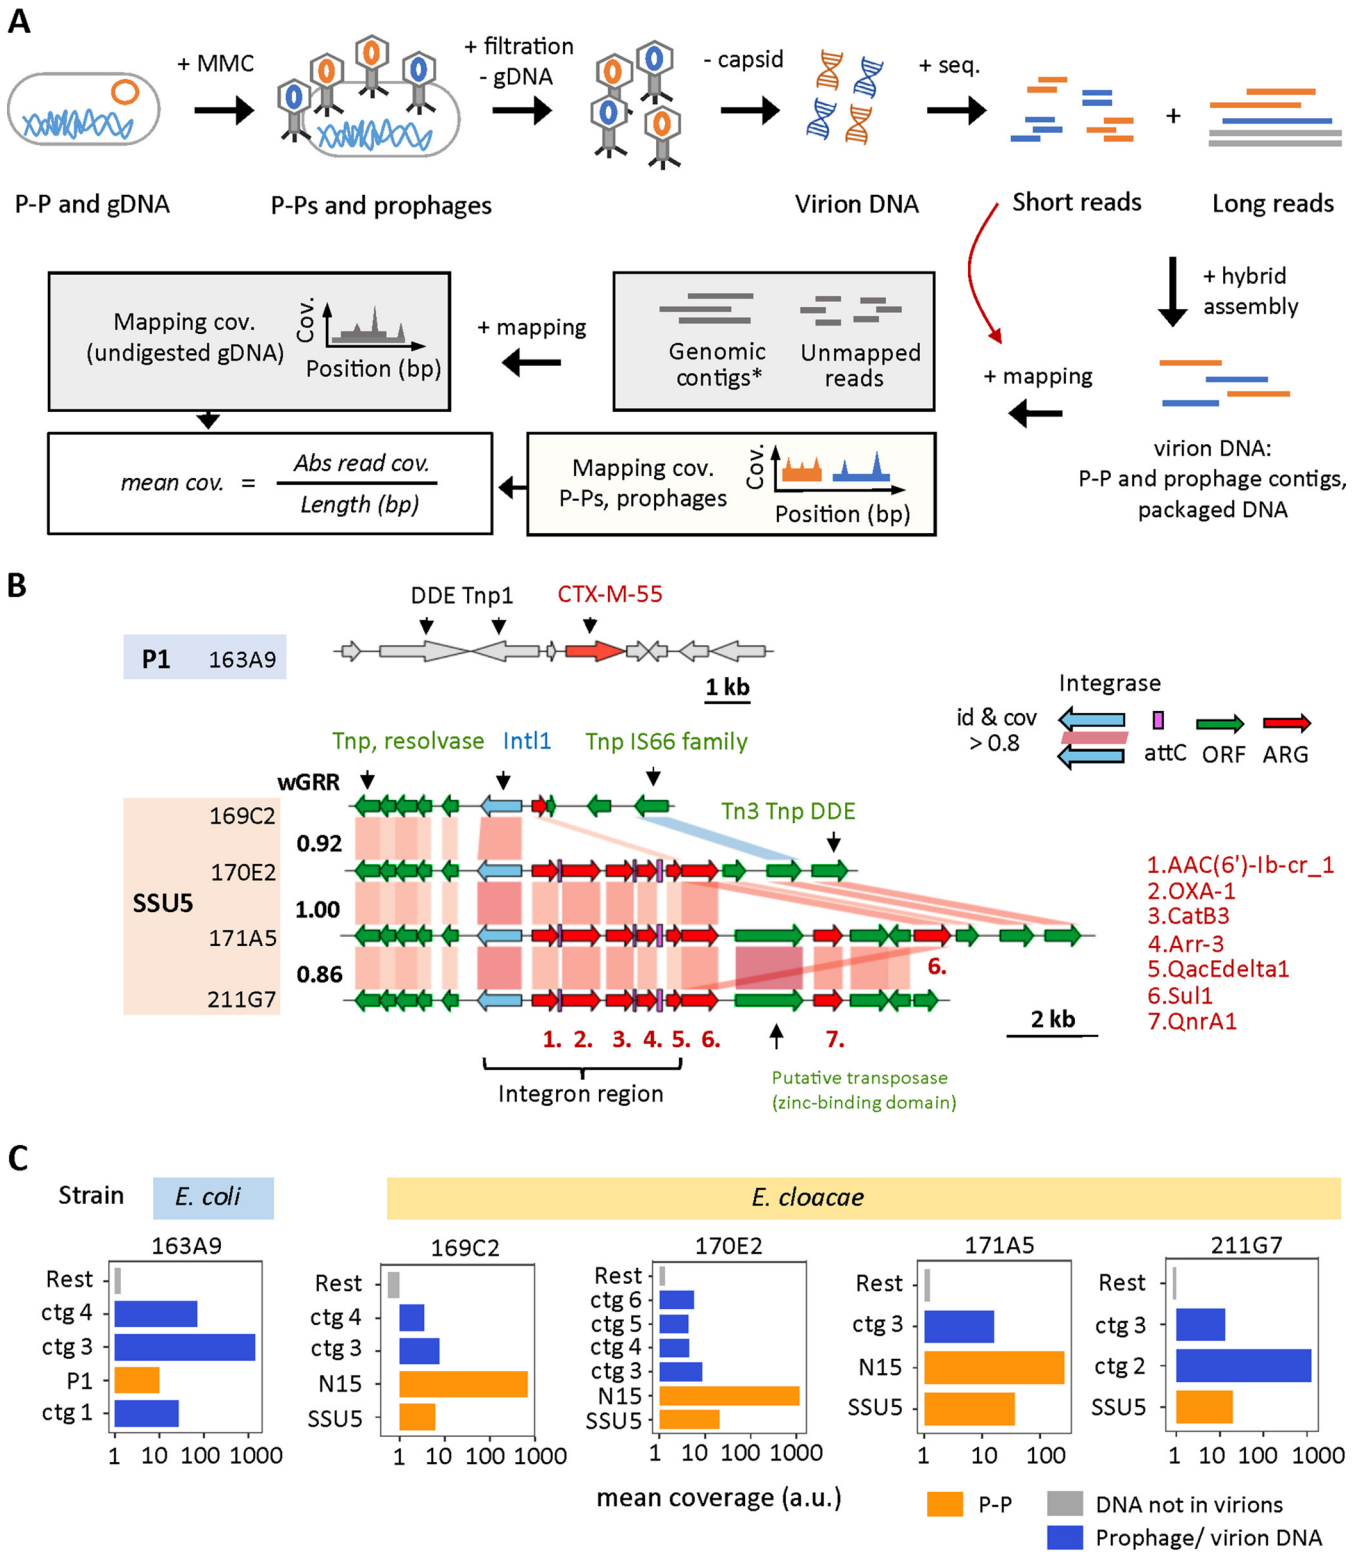 A
+ MMC
+ filtration
- gDNA
- capsid
+ seq.
+
P-P and gDNA
P-Ps and prophages
Virion DNA
Short reads
Long reads
+ hybrid
assembly
Mapping cov.
(undigested gDNA)
Cov.
Position (bp)
+ mapping
Genomic
contigs*
Unmapped
reads
+ mapping
mean cov. =
Abs read cov.
Length (bp)
Mapping cov.
P-Ps, prophages
Cov.
Position (bp)
virion DNA:
P-P and prophage contigs,
packaged DNA
B
DDE Tnp1
CTX-M-55
P1 163A9
1 kb
Integrase
id & cov
> 0.8
attC ORF ARG
Tnp, resolvase
Intl1
Tnp IS66 family
wGRR
Tn3 Tnp DDE
169C2
0.92
170E2
SSU5
1.00
171A5
0.86
6.
211G7
1. 2. 3. 4. 5. 6. 7.
2 kb
Integron region
Putative transposase
(zinc-binding domain)
1.AAC(6')-Ib-cr_1
2.OXA-1
3.CatB3
4.Arr-3
5.QacEdelta1
6.Sul1
7.QnrA1
C
Strain
E. coli
E. cloacae
163A9
Rest
ctg 4
ctg 3
P1
ctg 1
1 10 100 1000
169C2
Rest
ctg 4
ctg 3
N15
SSU5
1 10 100 1000
170E2
Rest
ctg 6
ctg 5
ctg 4
ctg 3
N15
SSU5
1 10 100 1000
171A5
Rest
ctg 3
N15
SSU5
1 10 100
211G7
Rest
ctg 3
ctg 2
SSU5
1 10 100 1000
mean coverage (a.u.)
P-P
DNA not in virions
Prophage/ virion DNA